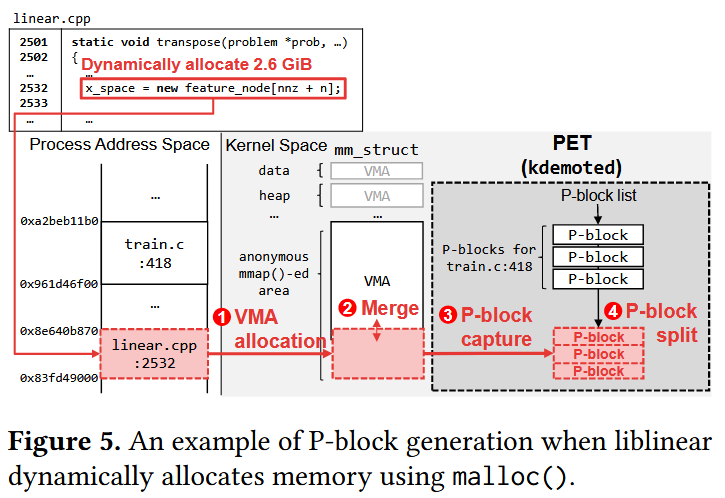 linear.cpp
2501 static void transpose(problem *prob, …)
2502 {
… …
Dynamically allocate 2.6 GiB
2532 x_space = new feature_node[nnz + n];
2533
… …
Process Address Space
…
0xa2beb11b0
train.c
:418
0x961d46f00
…
0x8e640b870
linear.cpp
:2532
0x83fd49000
Kernel Space
mm_struct
data
VMA
heap
VMA
… …
anonymous
mmap()-ed
area
VMA
1 VMA
allocation
2 Merge
PET
(kdemoted)
P-block list
P-blocks for
train.c:418
P-block
P-block
P-block
3 P-block
capture
4 P-block
split
P-block
P-block
P-block
Figure 5. An example of P-block generation when liblinear
dynamically allocates memory using malloc().